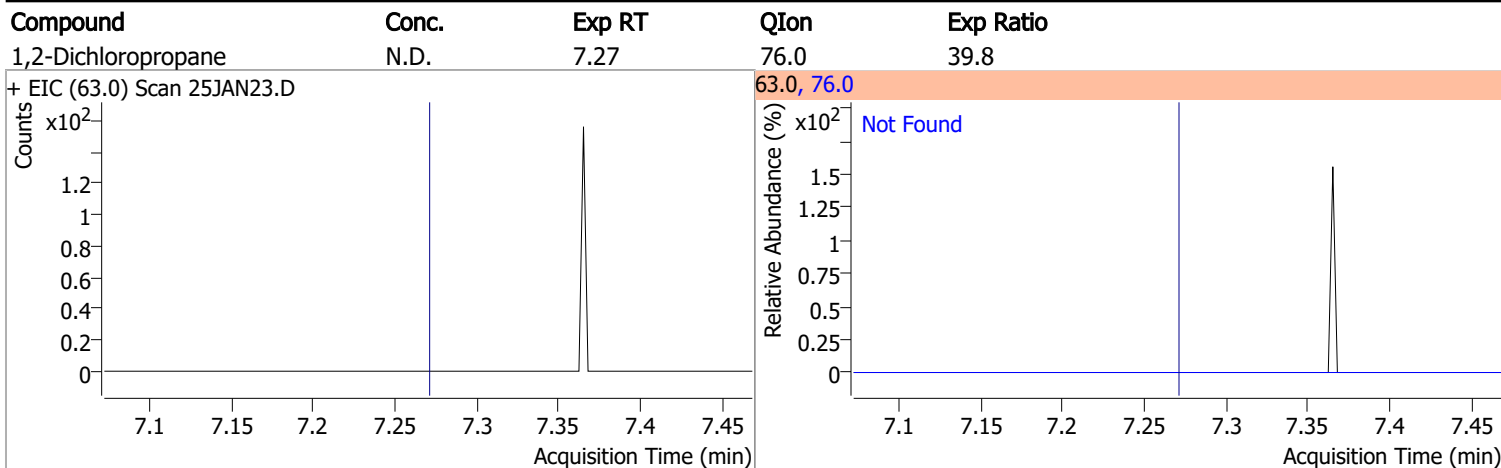 Compound Conc. Exp RT QIon Exp Ratio
1,2-Dichloropropane N.D. 7.27 76.0 39.8
+ EIC (63.0) Scan 25JAN23.D
Counts
x10²
1.2
1
0.8
0.6
0.4
0.2
0
7.1 7.15 7.2 7.25 7.3 7.35 7.4 7.45
Acquisition Time (min)
63.0, 76.0
Relative Abundance (%)
x10²
Not Found
1.5
1.25
1
0.75
0.5
0.25
0
7.1 7.15 7.2 7.25 7.3 7.35 7.4 7.45
Acquisition Time (min)